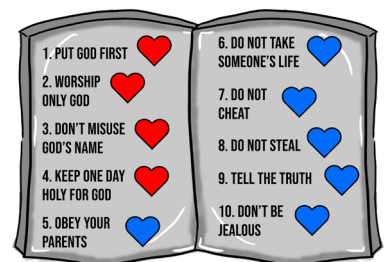 1. PUT GOD FIRST
2. WORSHIP
ONLY GOD
3. DON'T MISUSE
GOD'S NAME
4. KEEP ONE DAY
HOLY FOR GOD
5. OBEY YOUR
PARENTS
6. DO NOT TAKE
SOMEONE'S LIFE
7. DO NOT
CHEAT
8. DO NOT STEAL
9. TELL THE TRUTH
10. DON'T BE
JEALOUS